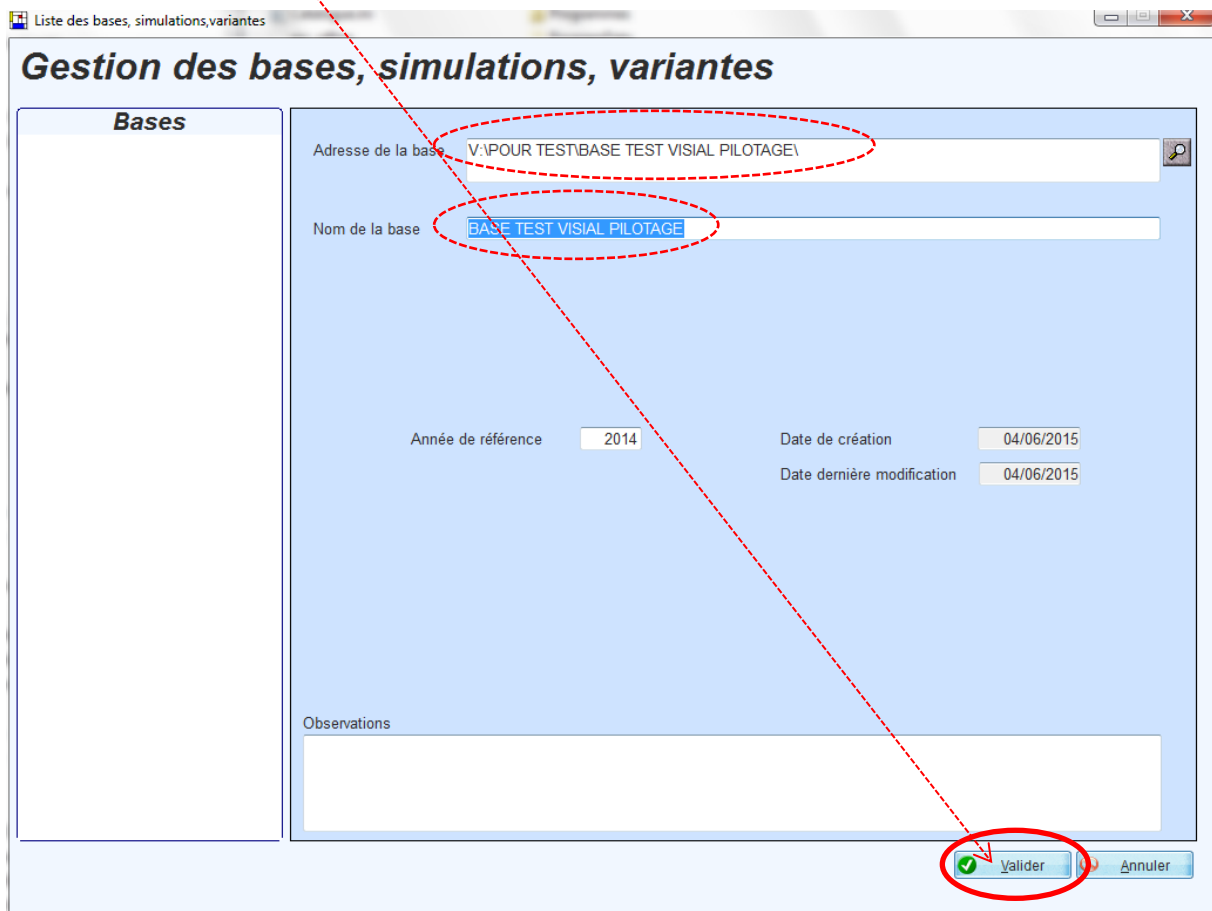 Liste des bases, simulations,variantes
Gestion des bases, simulations, variantes
Bases
Adresse de la base V:\POUR TEST\BASE TEST VISIAL PILOTAGE\
Nom de la base BASE TEST VISIAL PILOTAGE
Année de référence 2014 Date de création 04/06/2015
Date dernière modification 04/06/2015
Observations
Valider Annuler